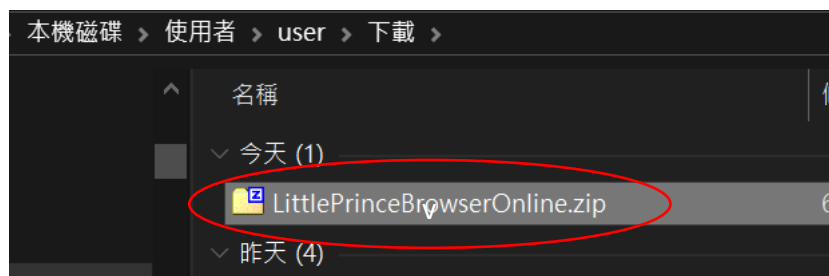 本機磁碟 > 使用者 > user > 下載 >
名稱
今天 (1)
LittlePrinceBrowserOnline.zip
昨天 (4)